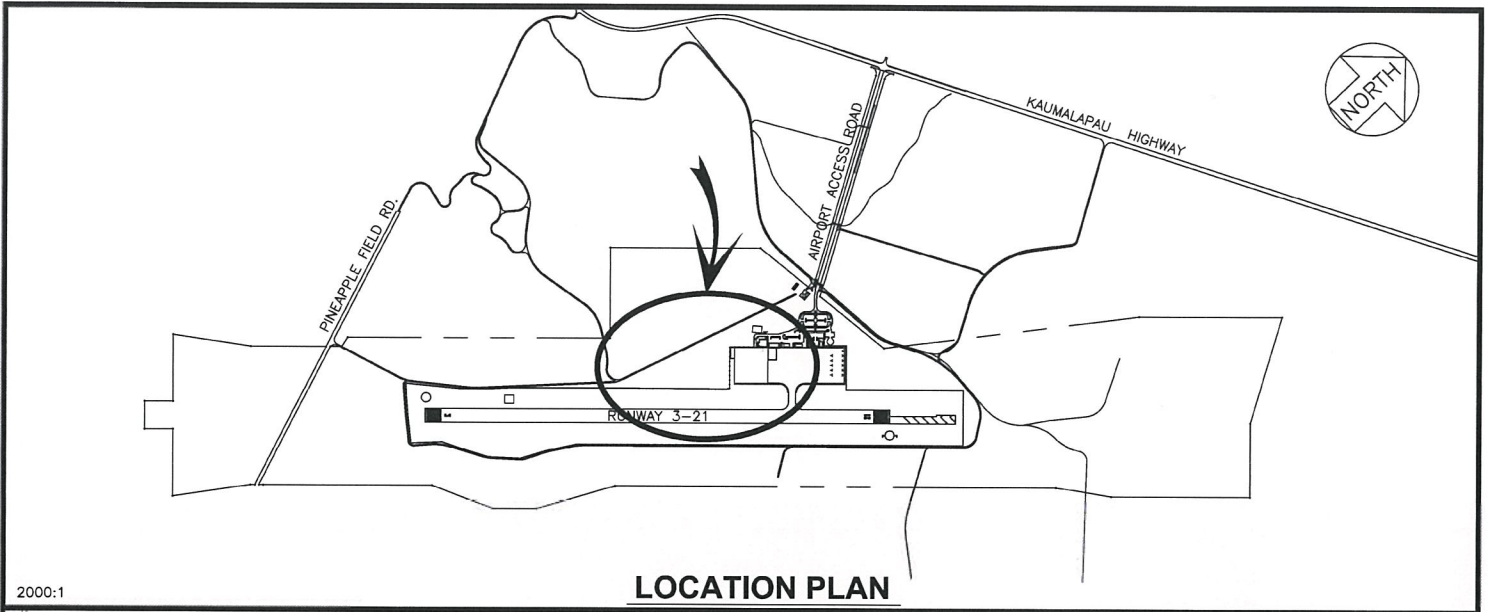 KAUMALAPAU HIGHWAY
NORTH
AIRPORT ACCESS ROAD
PINEAPPLE FIELD RD.
RUNWAY 3-21
2000:1
LOCATION PLAN